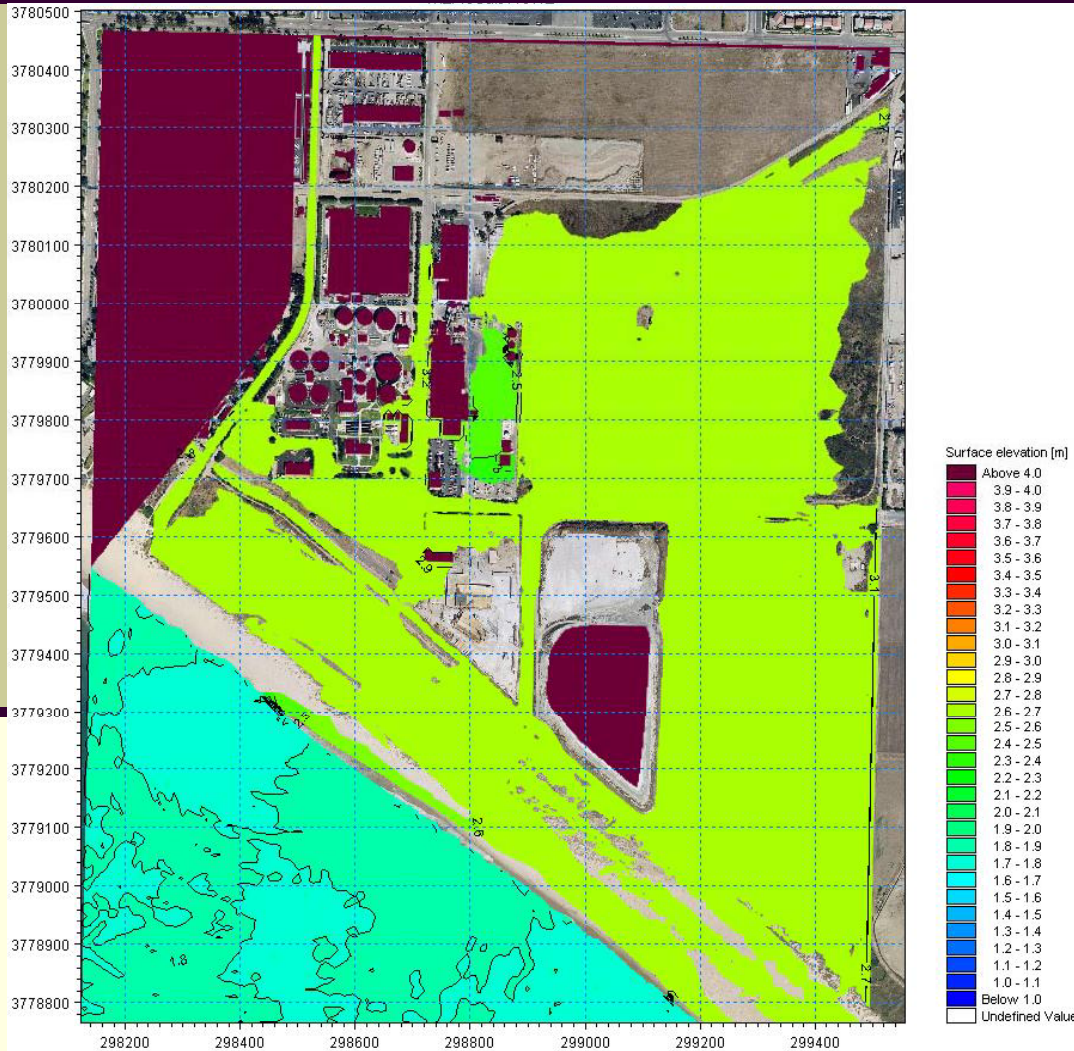 3780500
3780400
3780300
3780200
3780100
3780000
3779900
3779800
3779700
3779600
3779500
3779400
3779300
3779200
3779100
3779000
3778900
3778800
298200
298400
298600
298800
299000
299200
299400
3.2
2.5
2.9
3.1
2.6
2.7
1.8
Surface elevation [m]
Above 4.0
3.9 - 4.0
3.8 - 3.9
3.7 - 3.8
3.6 - 3.7
3.5 - 3.6
3.4 - 3.5
3.3 - 3.4
3.2 - 3.3
3.1 - 3.2
3.0 - 3.1
2.9 - 3.0
2.8 - 2.9
2.7 - 2.8
2.6 - 2.7
2.5 - 2.6
2.4 - 2.5
2.3 - 2.4
2.2 - 2.3
2.1 - 2.2
2.0 - 2.1
1.9 - 2.0
1.8 - 1.9
1.7 - 1.8
1.6 - 1.7
1.5 - 1.6
1.4 - 1.5
1.3 - 1.4
1.2 - 1.3
1.1 - 1.2
1.0 - 1.1
Below 1.0
Undefined Value